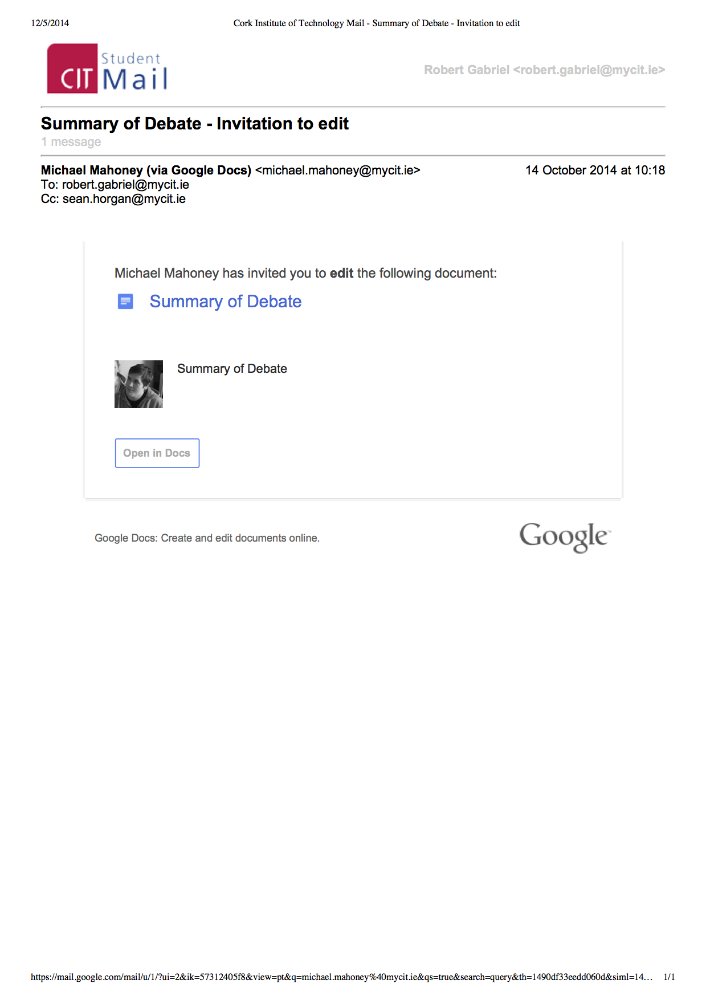 12/5/2014 Cork Institute of Technology Mail - Summary of Debate - Invitation to edit
CIT Student Mail
Robert Gabriel <robert.gabriel@mycit.ie>
Summary of Debate - Invitation to edit
1 message
Michael Mahoney (via Google Docs) <michael.mahoney@mycit.ie> 14 October 2014 at 10:18
To: robert.gabriel@mycit.ie
Cc: sean.horgan@mycit.ie
Michael Mahoney has invited you to edit the following document:
Summary of Debate
Summary of Debate
Open in Docs
Google Docs: Create and edit documents online.
Google™
https://mail.google.com/mail/u/1/?ui=2&ik=57312405f8&view=pt&q=michael.mahoney%40mycit.ie&qs=true&search=query&th=1490df33eedd060d&siml=14… 1/1